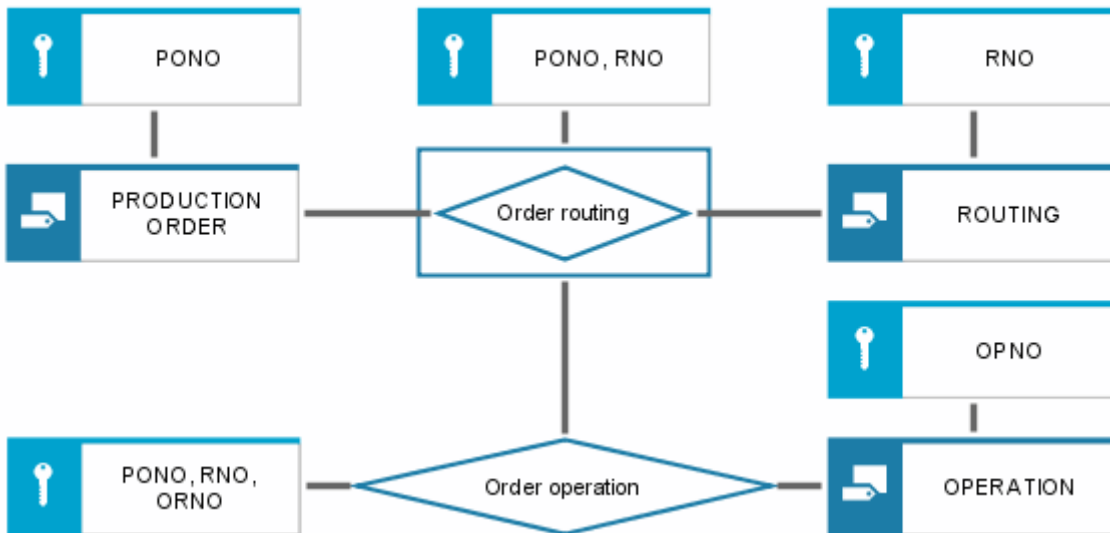 PONO
PONO, RNO
RNO
PRODUCTION
ORDER
Order routing
ROUTING
OPNO
PONO, RNO,
ORNO
Order operation
OPERATION